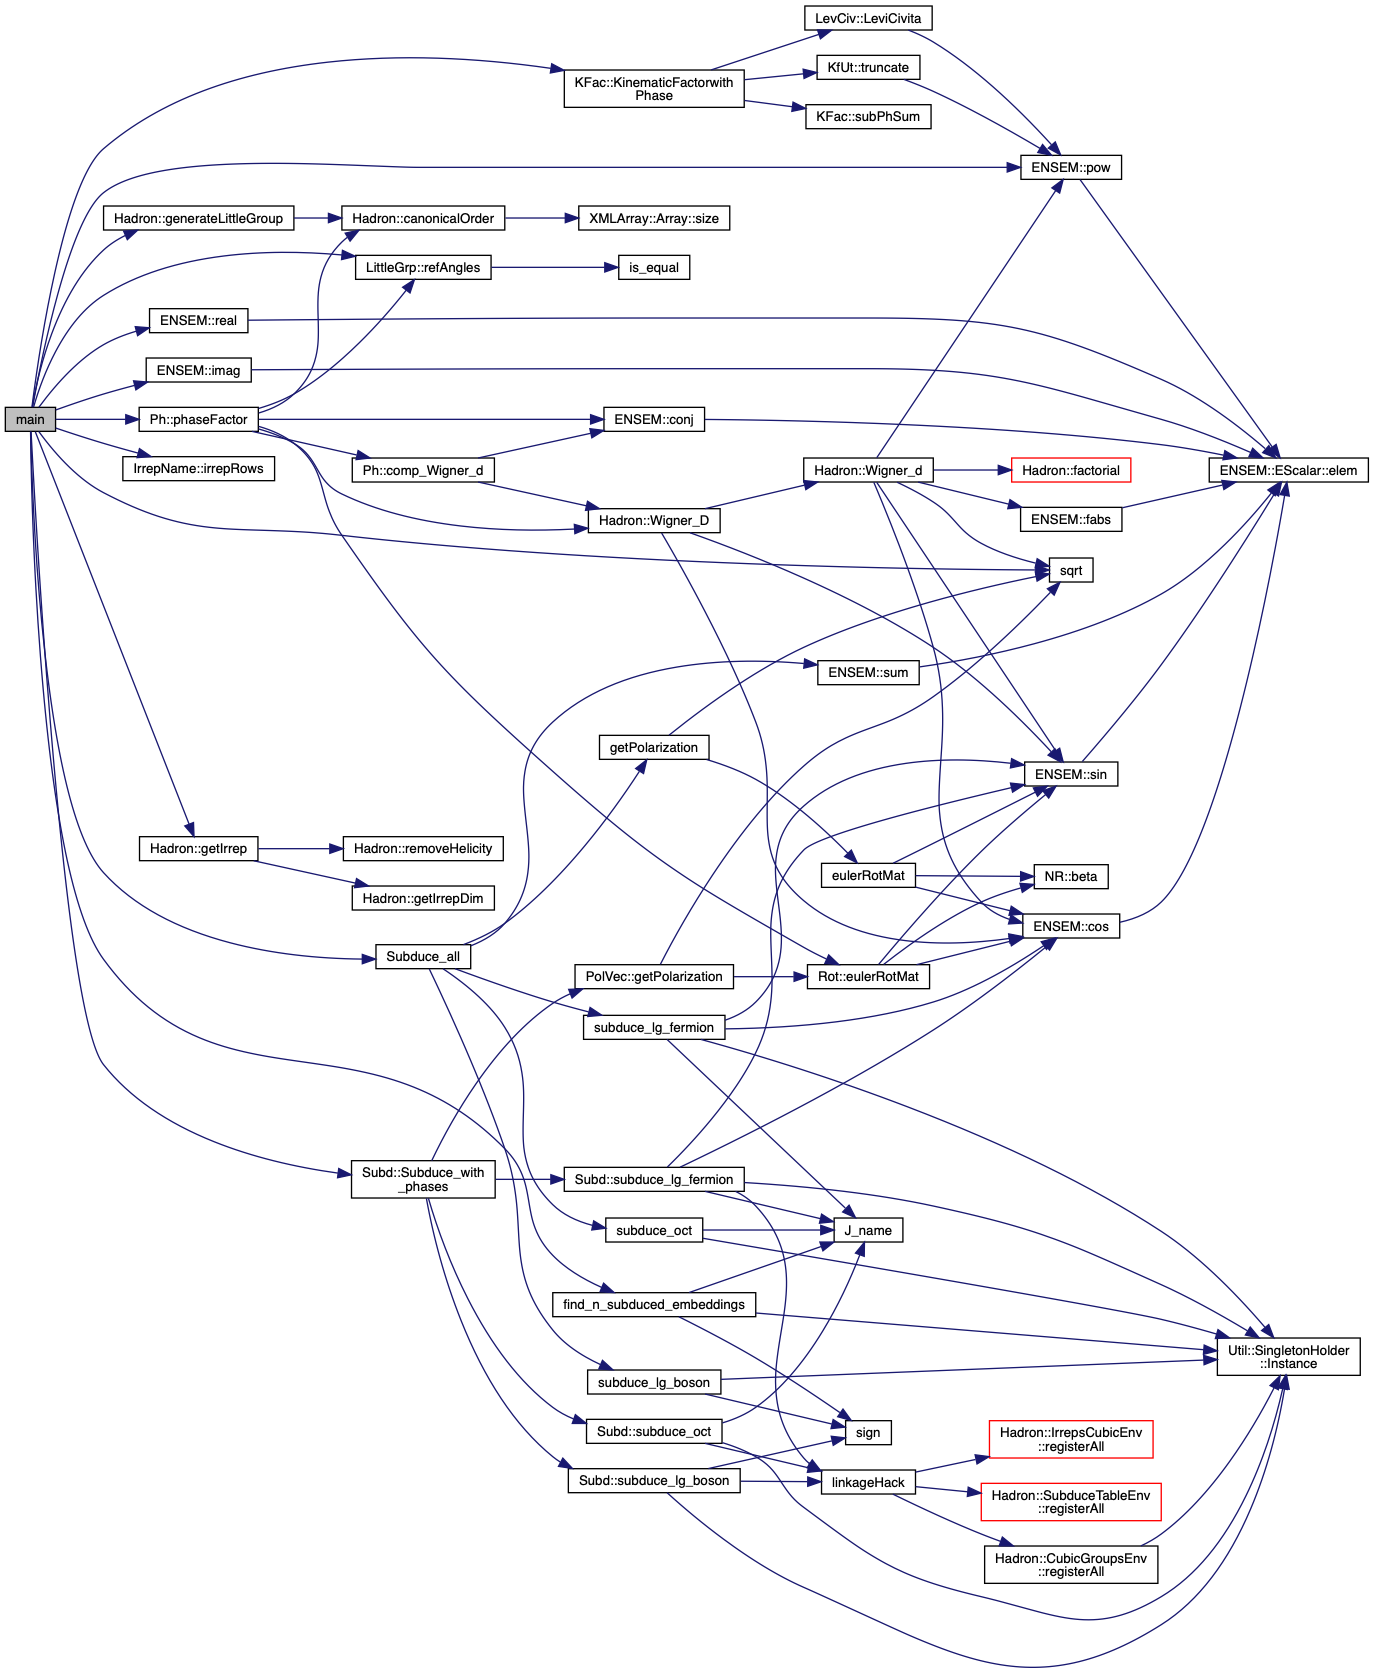 LevCiv::LeviCivita
KfUt::truncate
KFac::KinematicFactorwith
Phase
KFac::subPhSum
ENSEM::pow
Hadron::generateLittleGroup
Hadron::canonicalOrder
XMLArray::Array::size
LittleGrp::refAngles
is_equal
ENSEM::real
ENSEM::imag
main
Ph::phaseFactor
ENSEM::conj
IrrepName::irrepRows
Ph::comp_Wigner_d
Hadron::Wigner_d
Hadron::factorial
ENSEM::EScalar::elem
Hadron::Wigner_D
ENSEM::fabs
sqrt
ENSEM::sum
getPolarization
ENSEM::sin
Hadron::getIrrep
Hadron::removeHelicity
eulerRotMat
NR::beta
Hadron::getIrrepDim
ENSEM::cos
Subduce_all
PolVec::getPolarization
Rot::eulerRotMat
subduce_lg_fermion
Subd::Subduce_with
_phases
Subd::subduce_lg_fermion
subduce_oct
J_name
find_n_subduced_embeddings
Util::SingletonHolder
::Instance
subduce_lg_boson
Subd::subduce_oct
sign
Hadron::IrrepsCubicEnv
::registerAll
Subd::subduce_lg_boson
linkageHack
Hadron::SubduceTableEnv
::registerAll
Hadron::CubicGroupsEnv
::registerAll